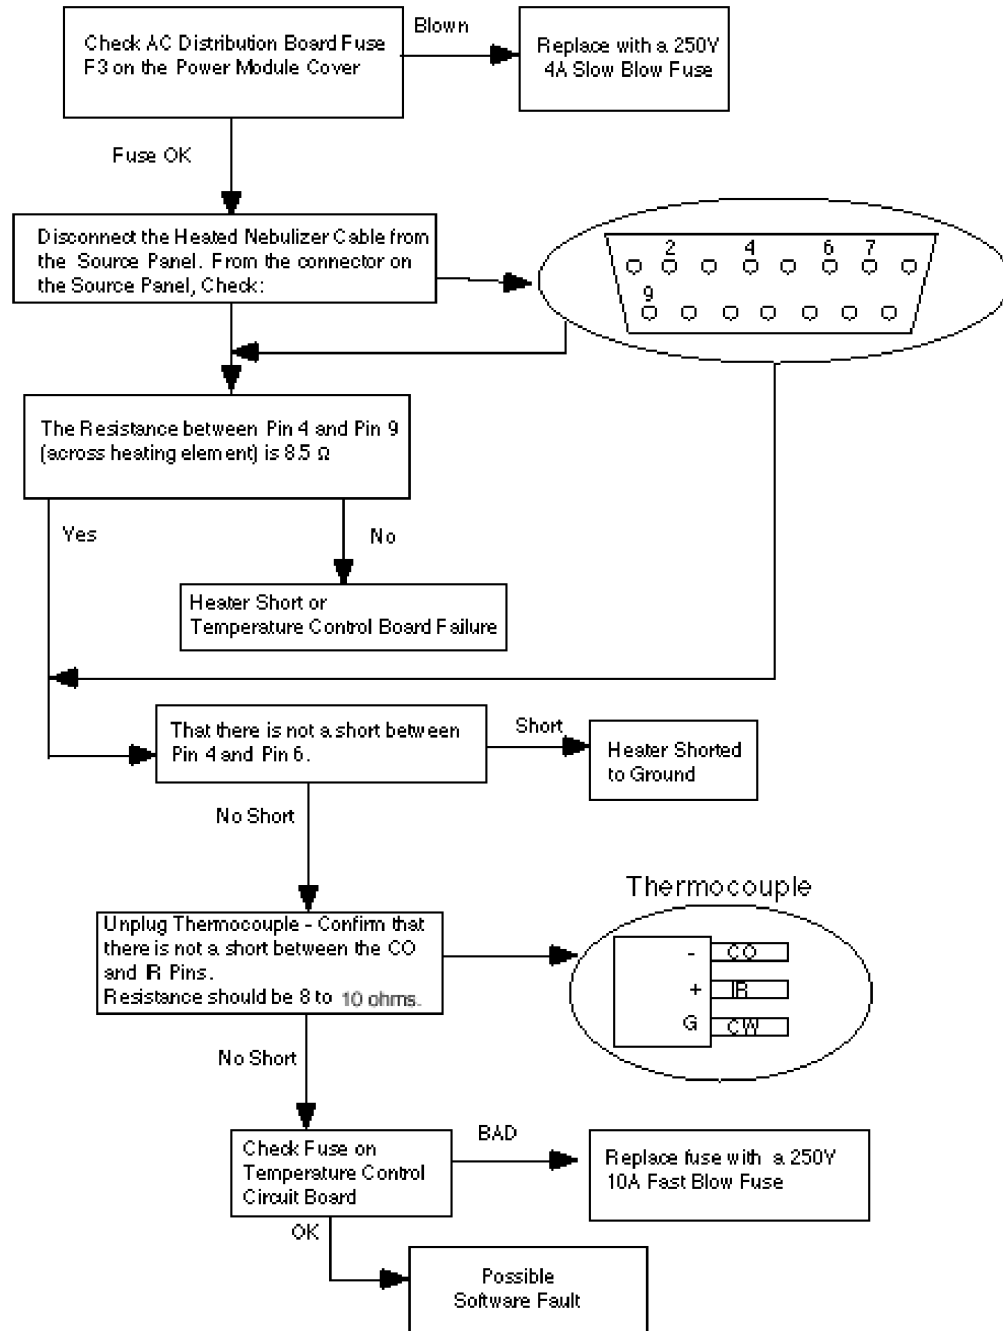 Check AC Distribution Board Fuse
F3 on the Power Module Cover
Blown
Replace with a 250V
4A Slow Blow Fuse
Fuse OK
Disconnect the Heated Nebulizer Cable from
the Source Panel. From the connector on
the Source Panel, Check:
2 4 6 7
9
The Resistance between Pin 4 and Pin 9
(across heating element) is 8.5 Ω
Yes
No
Heater Short or
Temperature Control Board Failure
That there is not a short between
Pin 4 and Pin 6.
Short
Heater Shorted
to Ground
No Short
Thermocouple
Unplug Thermocouple - Confirm that
there is not a short between the CO
and IR Pins.
Resistance should be 8 to 10 ohms.
- CO
+ IR
G CW
No Short
Check Fuse on
Temperature Control
Circuit Board
BAD
Replace fuse with a 250V
10A Fast Blow Fuse
OK
Possible
Software Fault